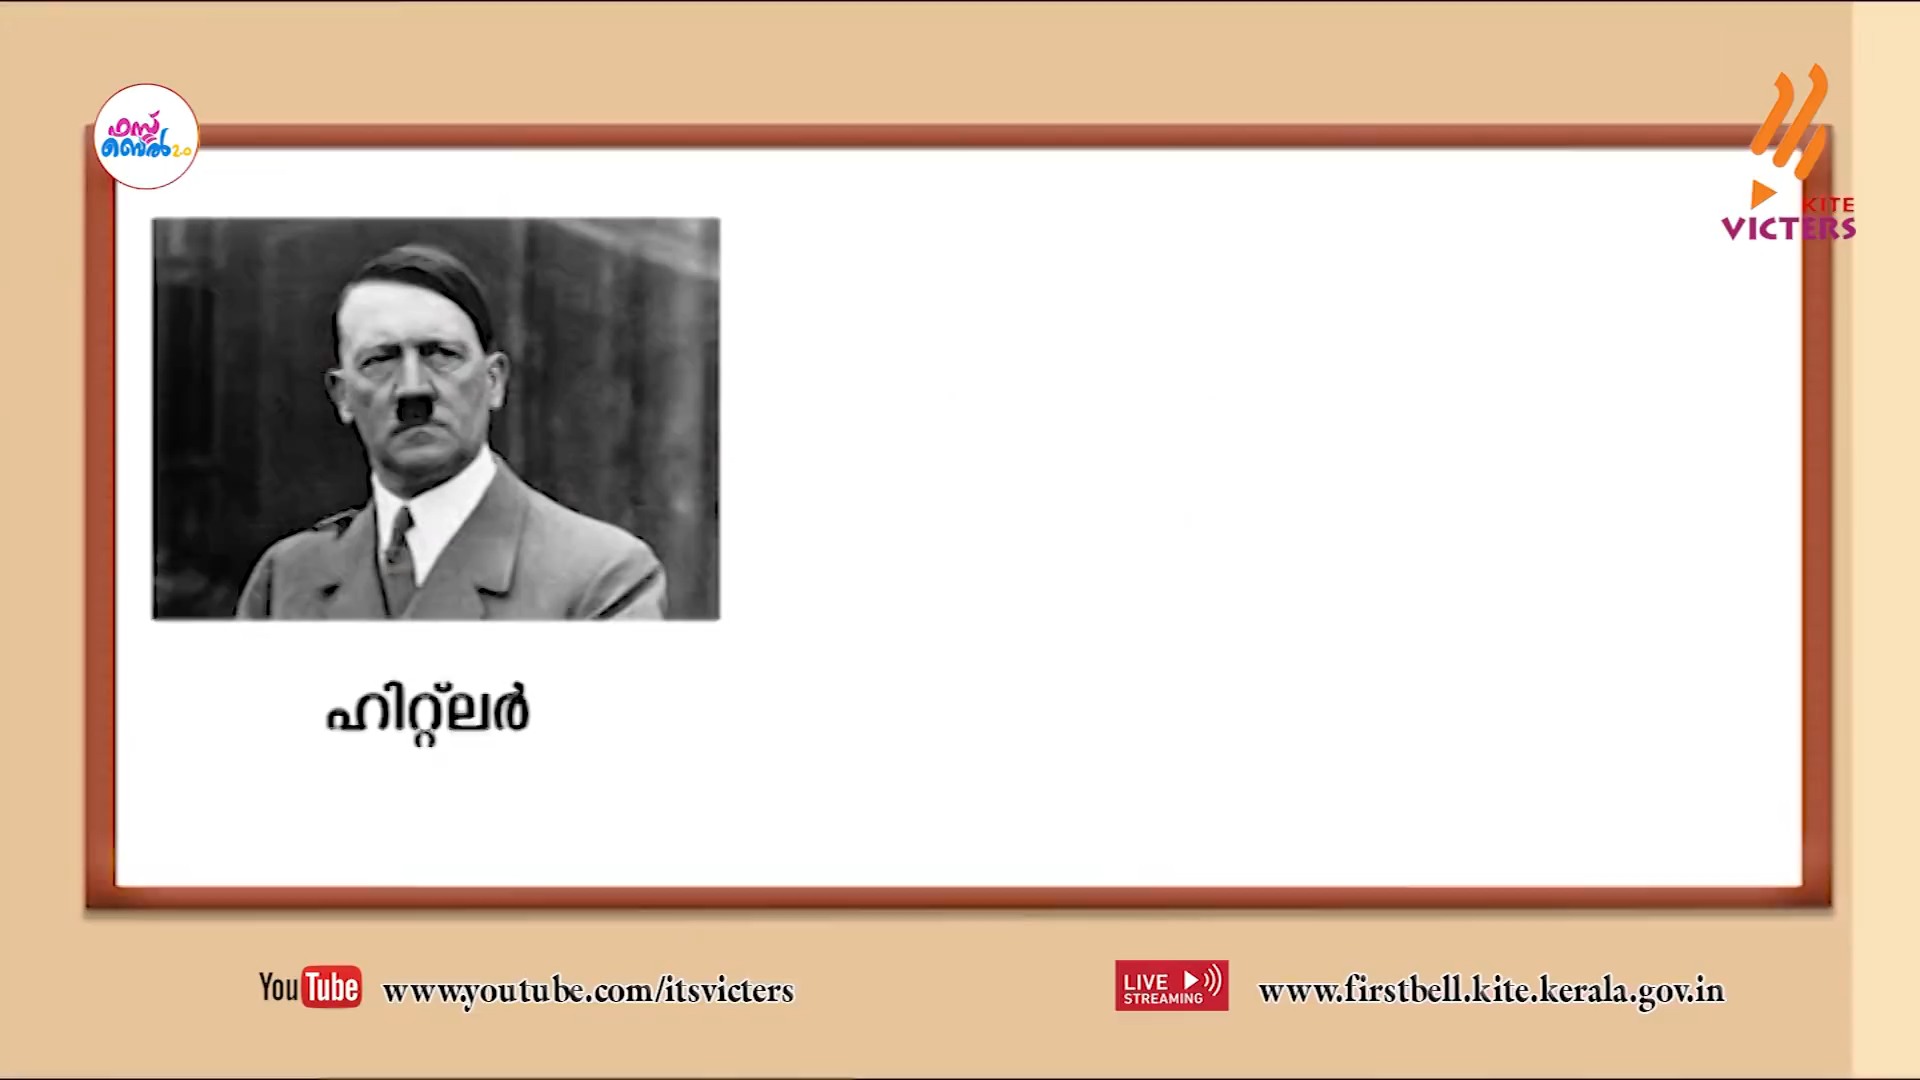 ഫസ്റ്റ്
ബെൽ 2.0
KITE
VICTERS
ഹിറ്റ്ലർ
YouTube www.youtube.com/itsvicters
LIVE STREAMING www.firstbell.kite.kerala.gov.in